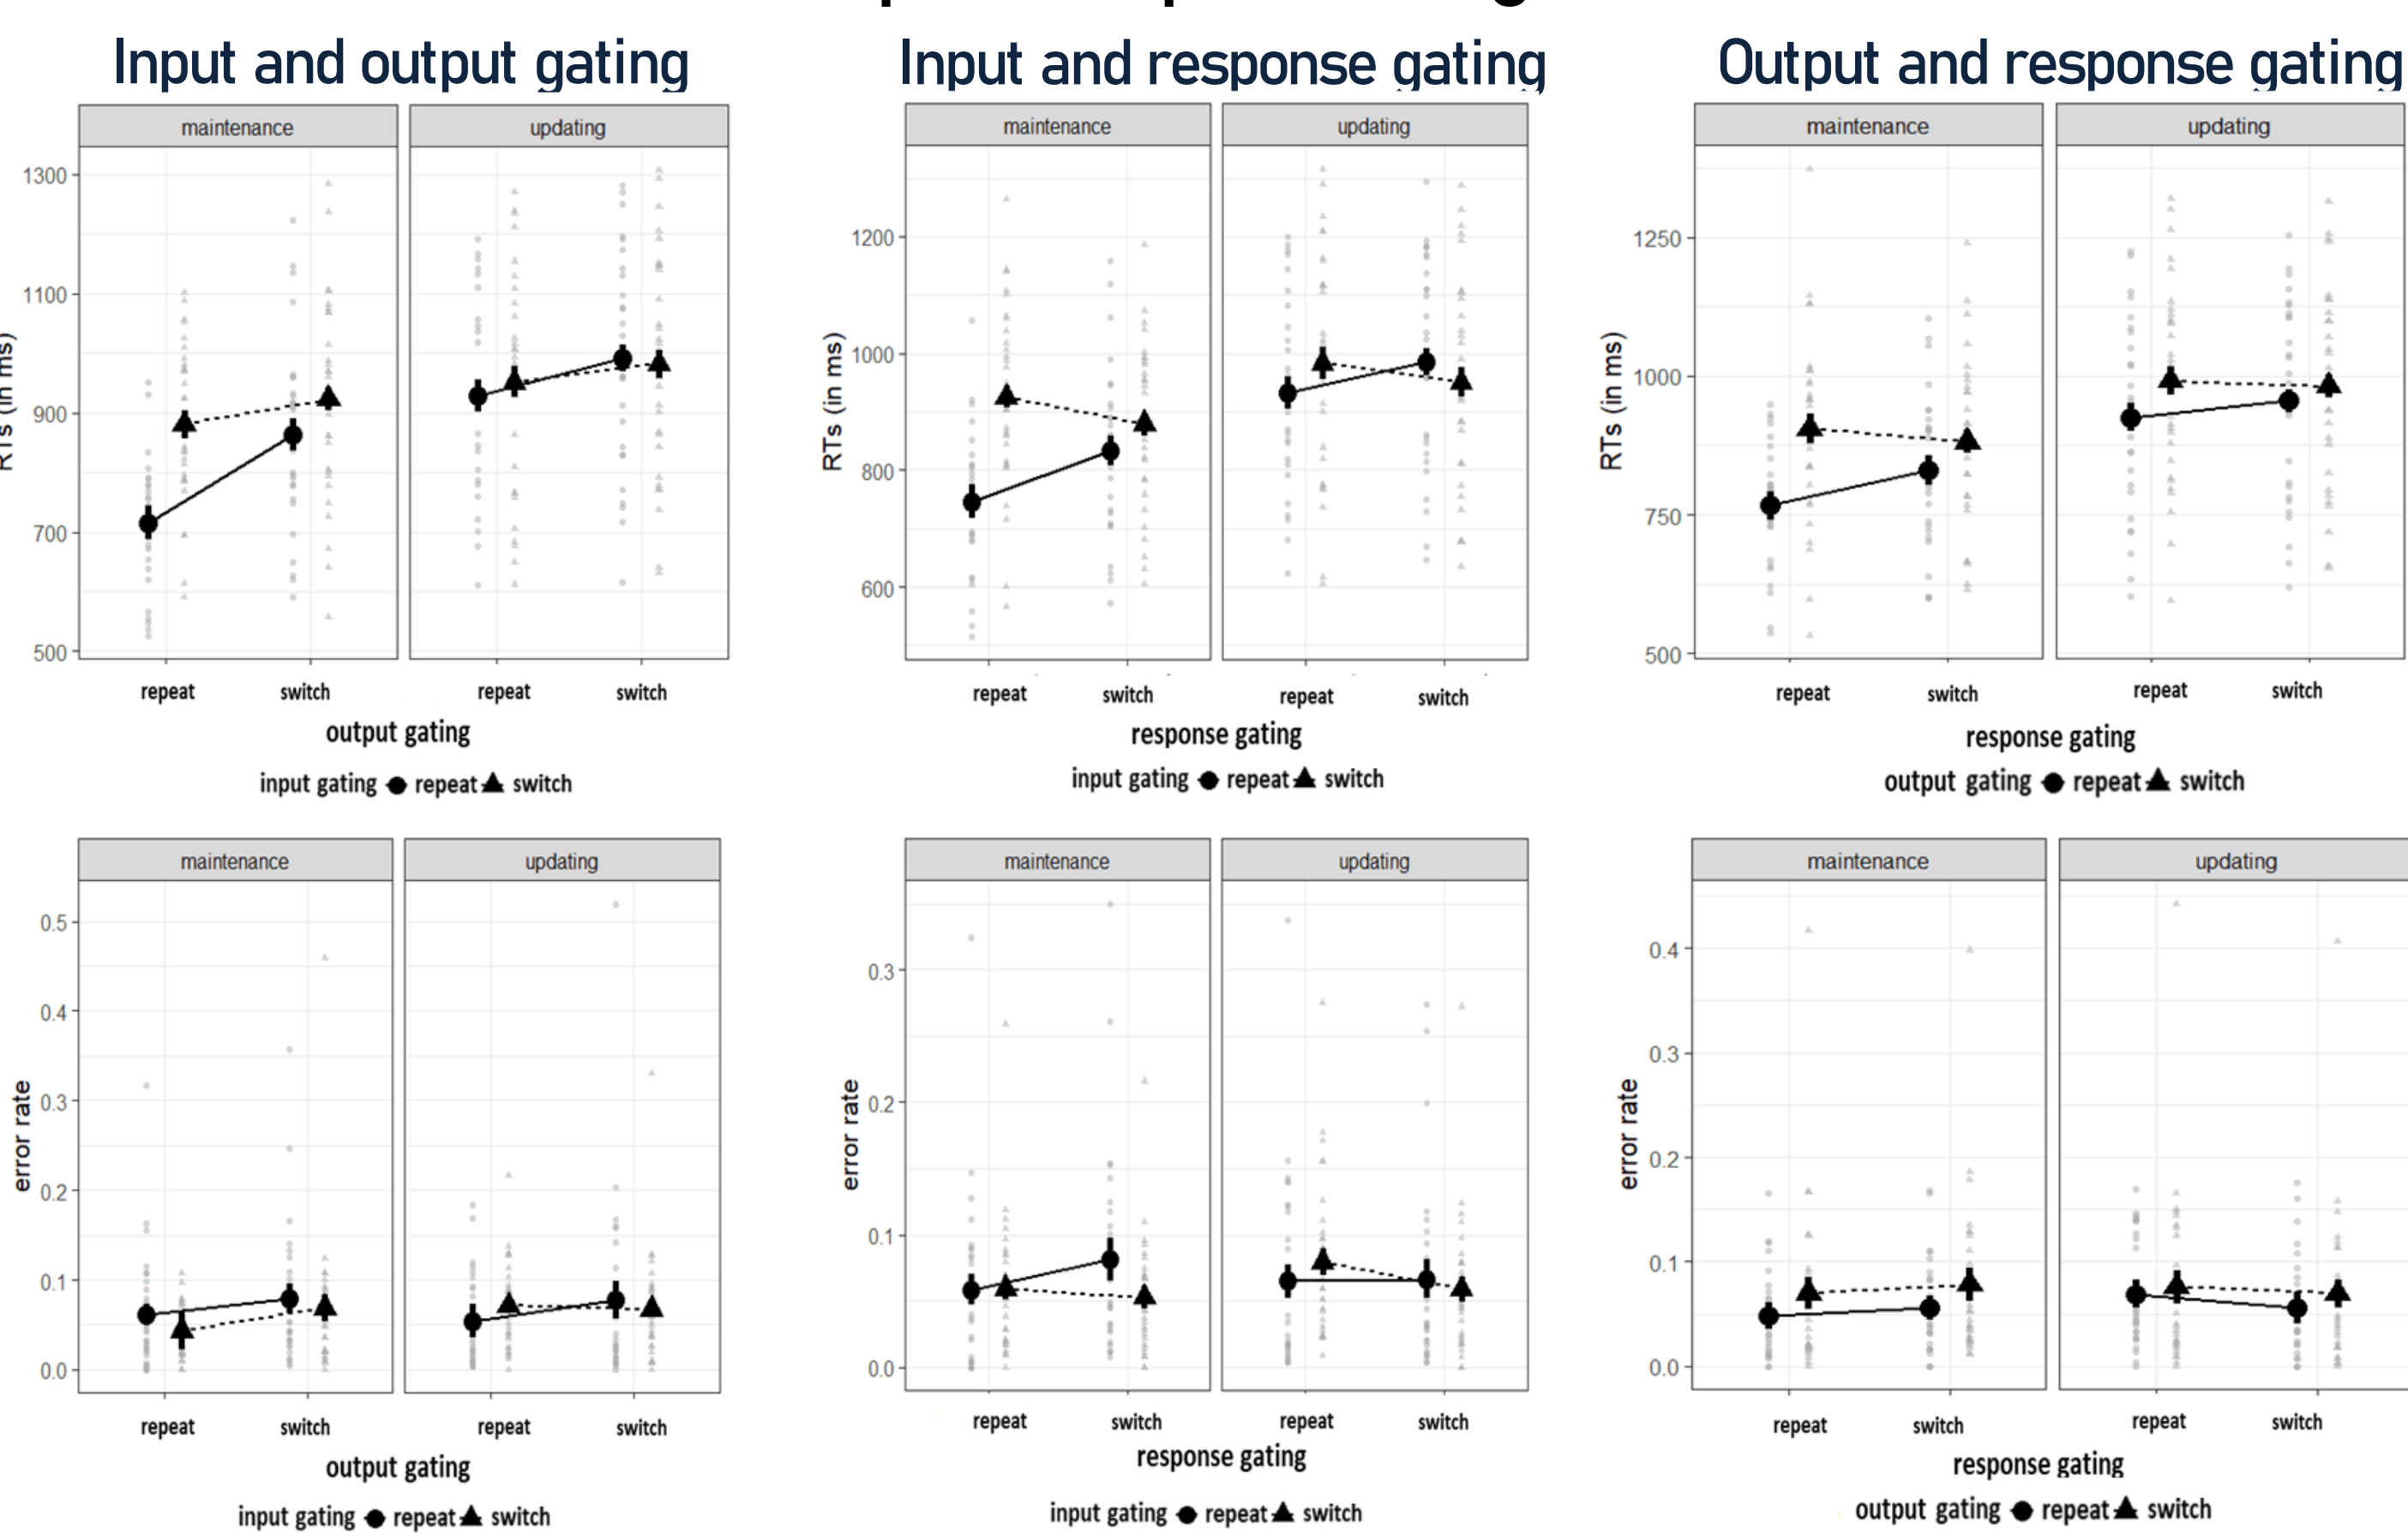 Input and output gating
Input and response gating
Output and response gating
maintenance
updating
1300
1100
900
700
500
RTs (in ms)
repeat
switch
repeat
switch
output gating
input gating repeat switch
maintenance
updating
1200
1000
800
600
RTs (in ms)
repeat
switch
repeat
switch
response gating
input gating repeat switch
maintenance
updating
1250
1000
750
500
RTs (in ms)
repeat
switch
repeat
switch
response gating
output gating repeat switch
maintenance
updating
0.5
0.4
0.3
0.2
0.1
0.0
error rate
repeat
switch
repeat
switch
output gating
input gating repeat switch
maintenance
updating
0.3
0.2
0.1
0.0
error rate
repeat
switch
repeat
switch
response gating
input gating repeat switch
maintenance
updating
0.4
0.3
0.2
0.1
0.0
error rate
repeat
switch
repeat
switch
response gating
output gating repeat switch